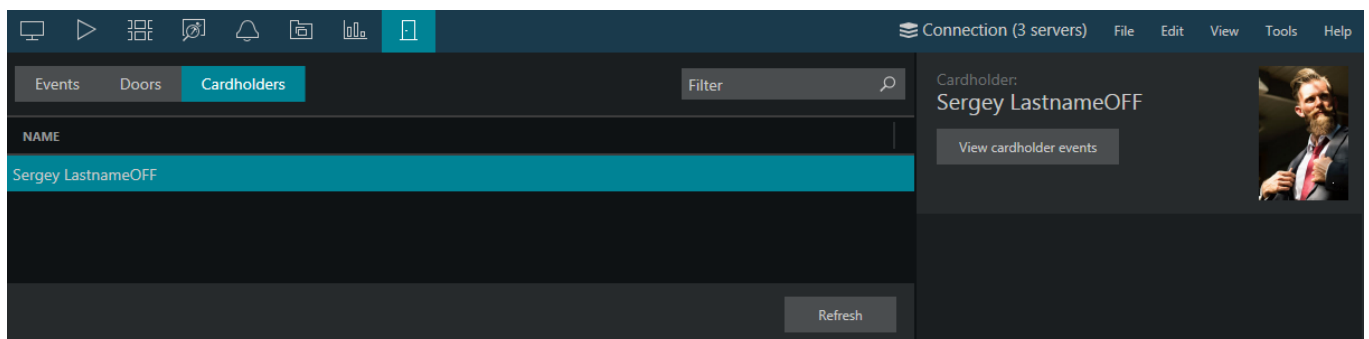 Connection (3 servers) File Edit View Tools Help
Events Doors Cardholders Filter
NAME
Sergey LastnameOFF
Refresh
Cardholder:
Sergey LastnameOFF
View cardholder events